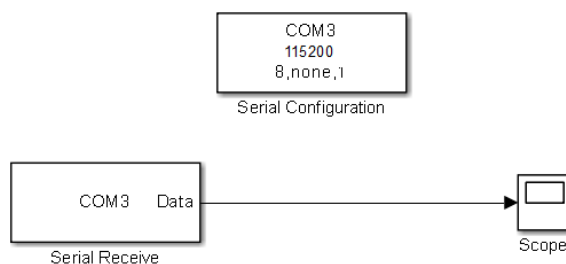 COM3
115200
8,none,1
Serial Configuration
COM3 Data
Serial Receive
Scope